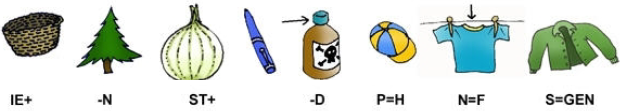 IE+ -N ST+ -D P=H N=F S=GEN